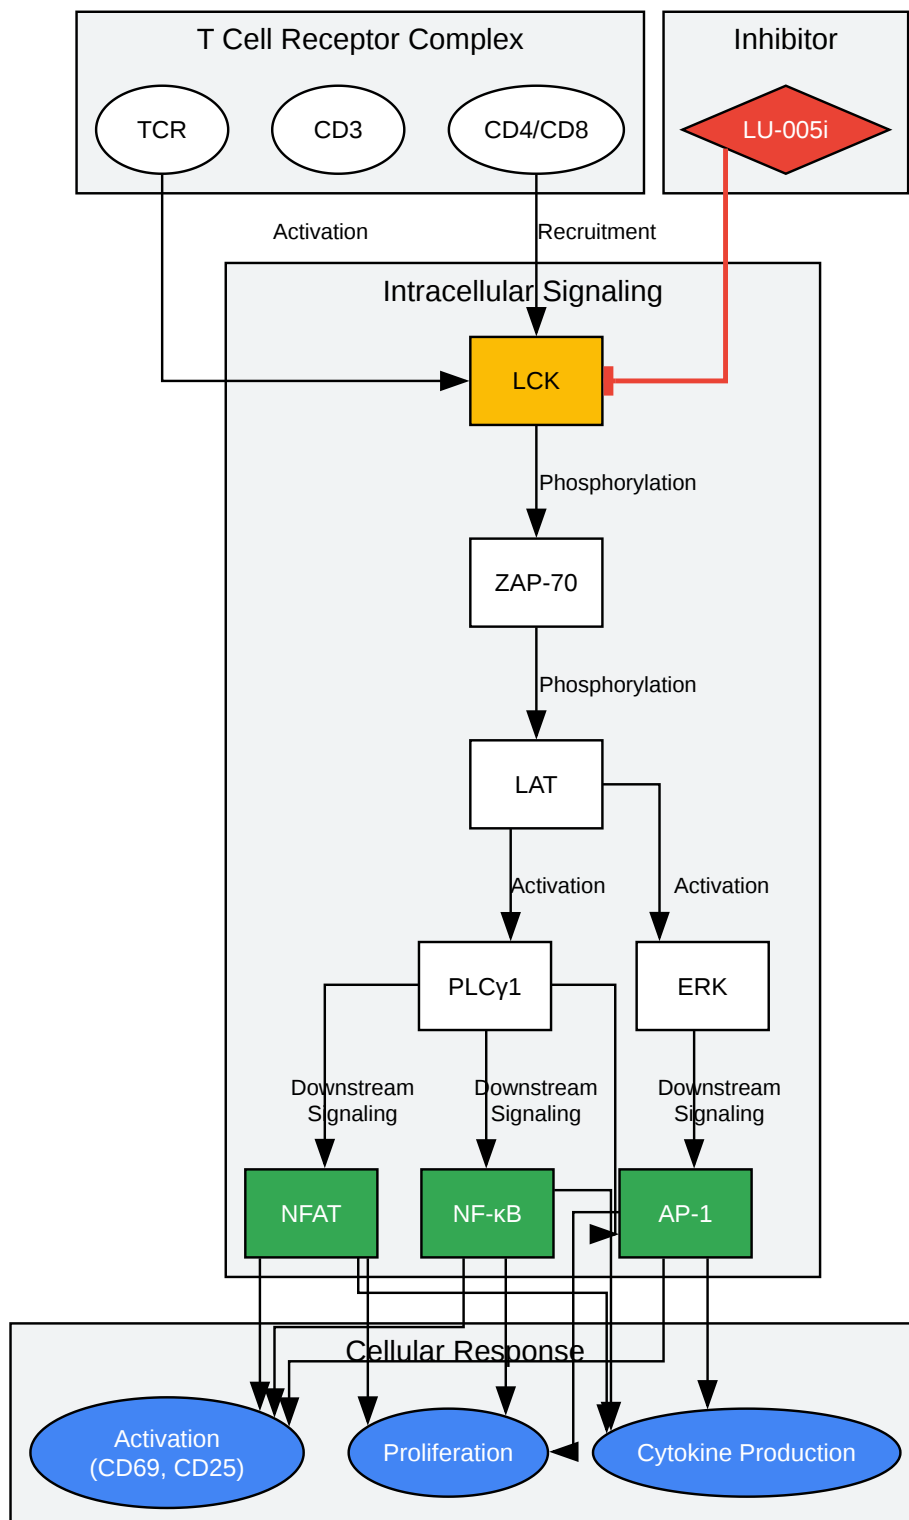 T Cell Receptor Complex
Inhibitor
TCR
CD3
CD4/CD8
LU-005i
Activation
Recruitment
Intracellular Signaling
LCK
Phosphorylation
ZAP-70
Phosphorylation
LAT
Activation
Activation
PLCγ1
ERK
Downstream
Signaling
Downstream
Signaling
Downstream
Signaling
NFAT
NF-κB
AP-1
Cellular Response
Activation
(CD69, CD25)
Proliferation
Cytokine Production